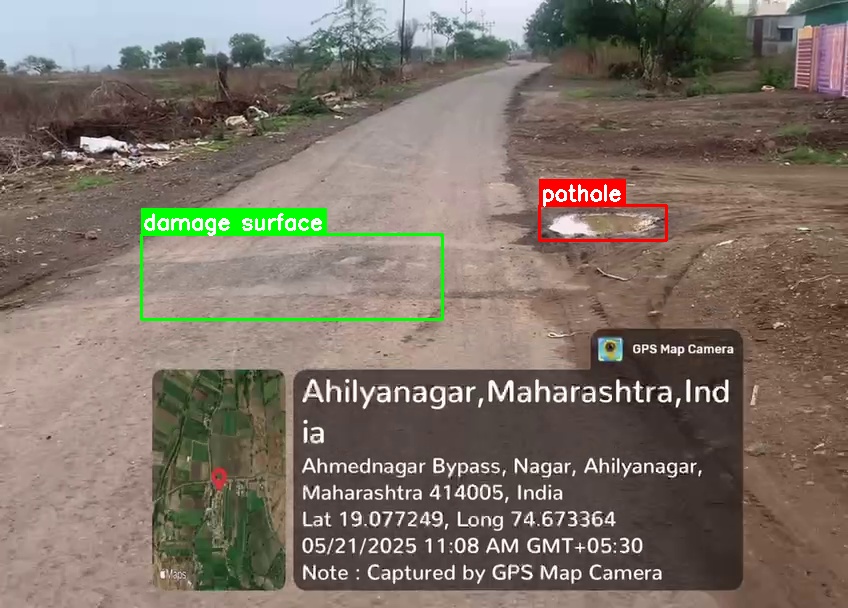 pothole
damage surface
GPS Map Camera
Ahilyanagar,Maharashtra,Ind
ia
Ahmednagar Bypass, Nagar, Ahilyanagar,
Maharashtra 414005, India
Lat 19.077249, Long 74.673364
05/21/2025 11:08 AM GMT+05:30
Note : Captured by GPS Map Camera
Maps